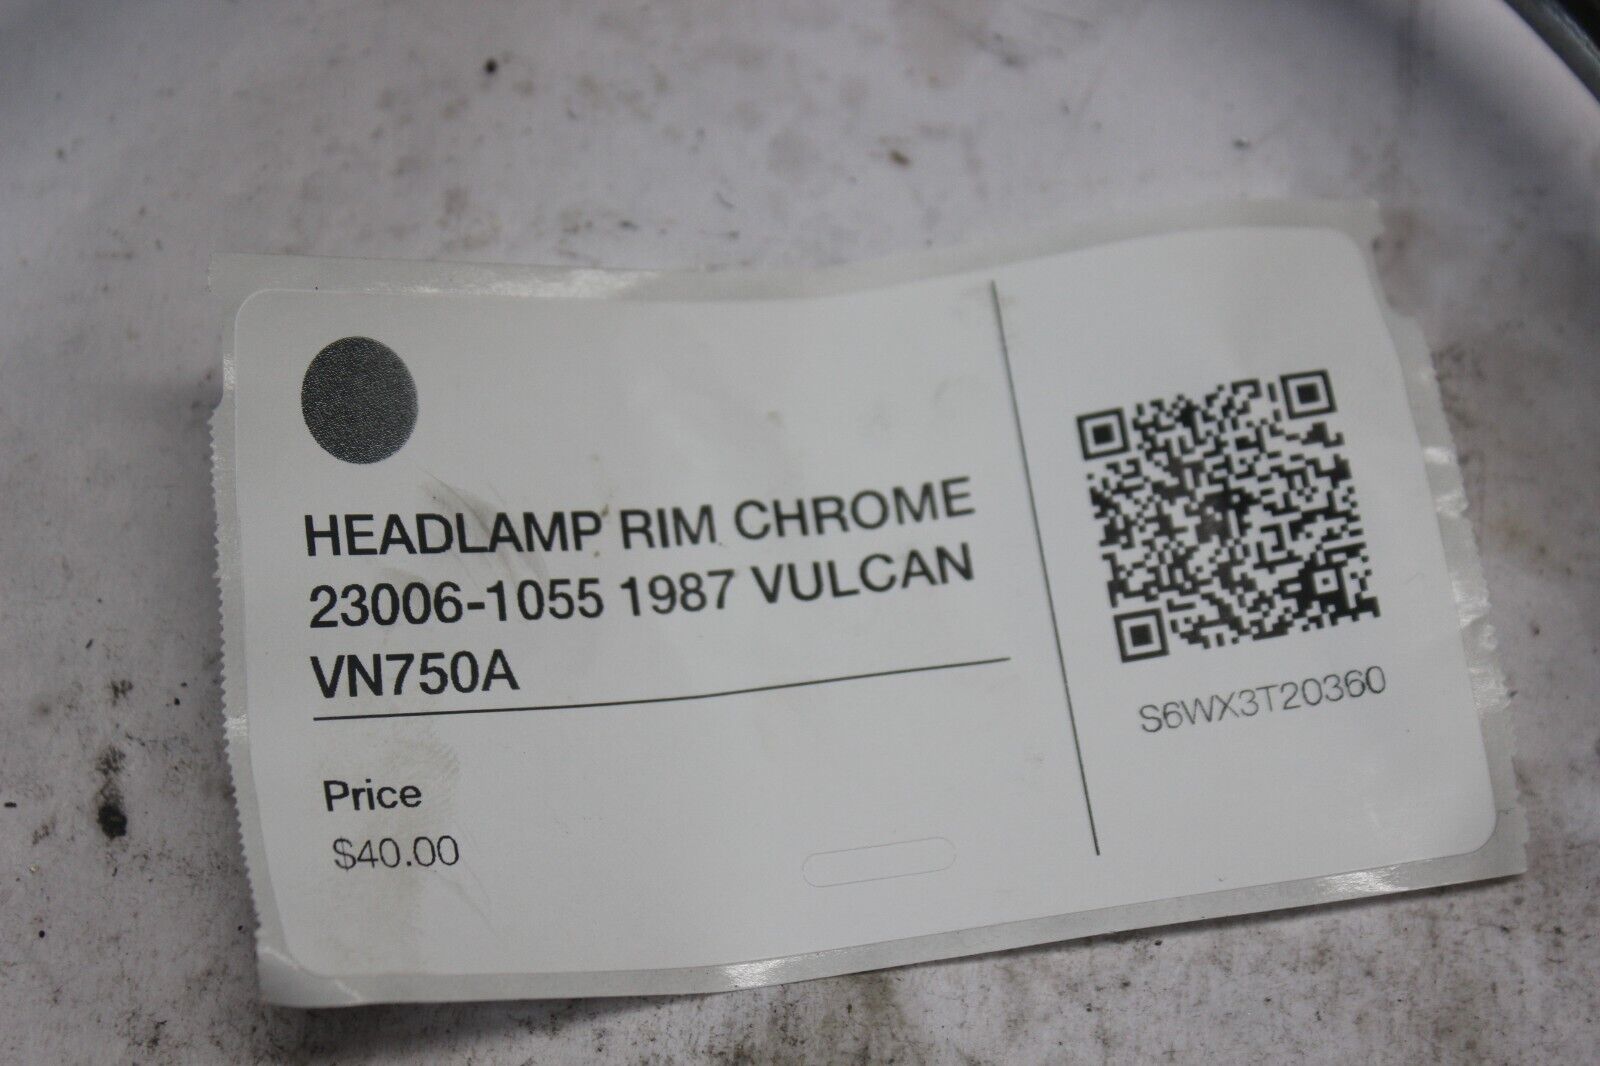 HEADLAMP RIM CHROME
23006-1055 1987 VULCAN
VN750A
Price
$40.00
S6WX3T20360